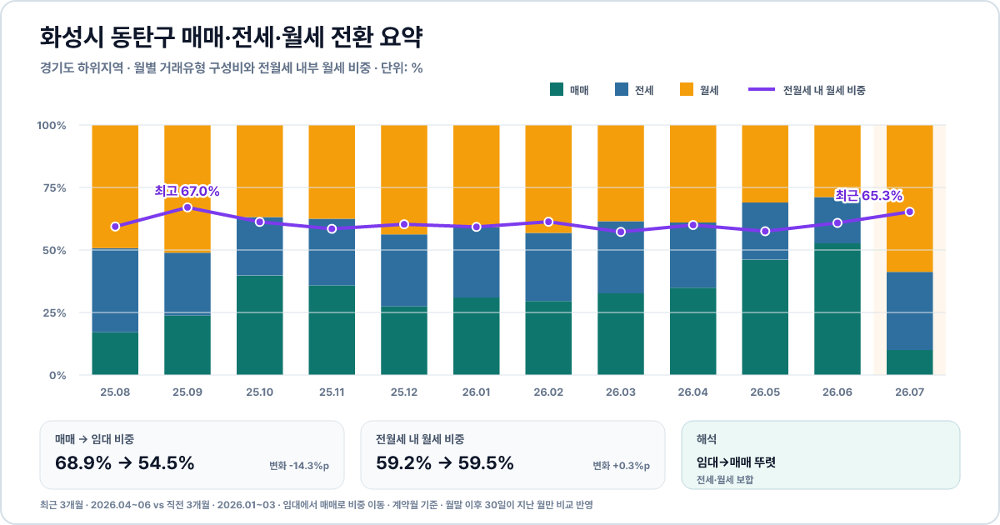 화성시 동탄구 매매·전세·월세 전환 요약
경기도 하위지역 · 월별 거래유형 구성비와 전월세 내부 월세 비중 · 단위: %
매매 전세 월세 전월세 내 월세 비중
100%
75%
50%
25%
0%
최고 67.0%
최근 65.3%
25.08 25.09 25.10 25.11 25.12 26.01 26.02 26.03 26.04 26.05 26.06 26.07
매매 → 임대 비중
68.9% → 54.5% 변화 -14.3%p
전월세 내 월세 비중
59.2% → 59.5% 변화 +0.3%p
해석
임대→매매 뚜렷
전세·월세 보합
최근 3개월 · 2026.04~06 vs 직전 3개월 · 2026.01~03 · 임대에서 매매로 비중 이동 · 계약월 기준 · 월말 이후 30일이 지난 월만 비교 반영